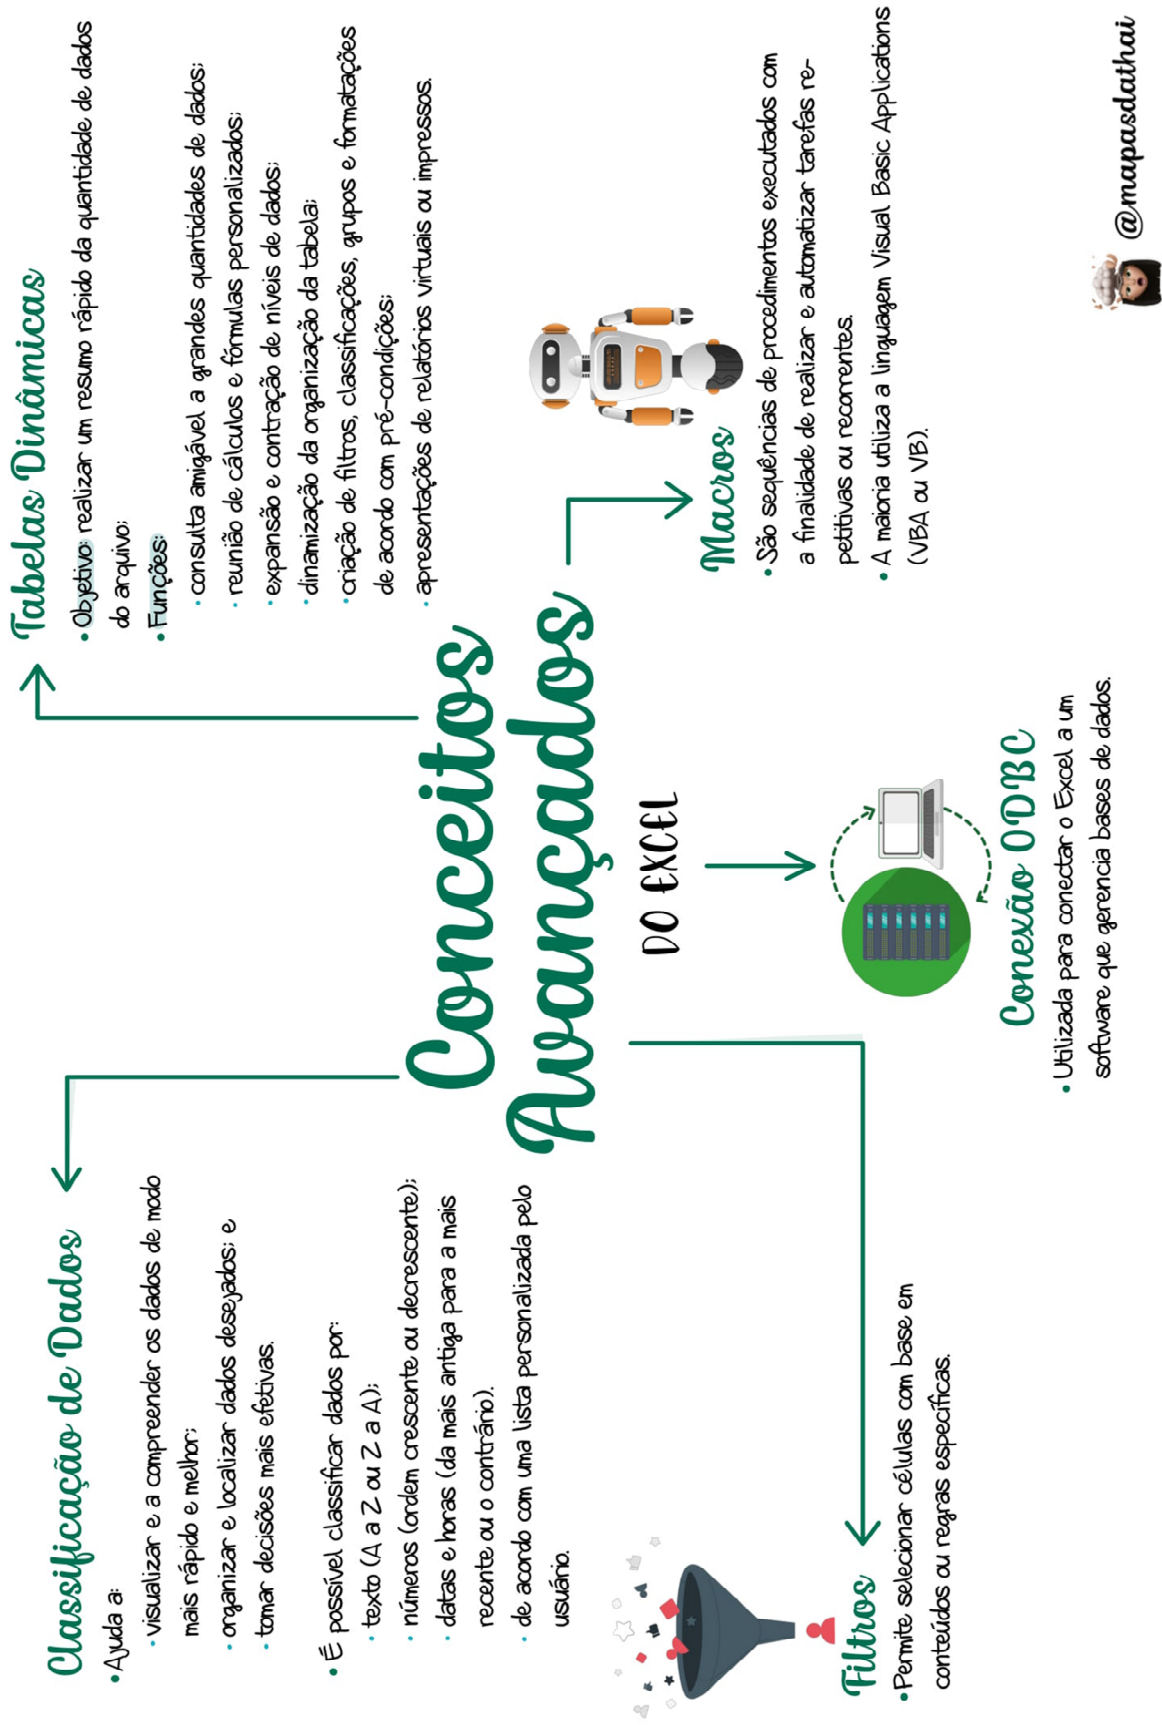 Classificação de Dados
• Ajuda a:
• visualizar e a compreender os dados de modo
mais rápido e melhor;
• organizar e localizar dados desejados; e
• tomar decisões mais efetivas.
• É possível classificar dados por:
• texto (A a Z ou Z a A);
• números (ordem crescente ou decrescente);
• datas e horas (da mais antiga para a mais
recente ou o contrário).
• de acordo com uma lista personalizada pelo
usuário.
Tabelas Dinâmicas
• Objetivo: realizar um resumo rápido da quantidade de dados
do arquivo;
• Funções:
• consulta amigável a grandes quantidades de dados;
• reunião de cálculos e fórmulas personalizados;
• expansão e contração de níveis de dados;
• dinamização da organização da tabela;
• criação de filtros, classificações, grupos e formatações
de acordo com pré-condições;
• apresentações de relatórios virtuais ou impressos.
Conceitos
Avançados
DO EXCEL
Filtros
• Permite selecionar células com base em
conteúdos ou regras específicas.
Conexão ODBC
• Utilizada para conectar o Excel a um
software que gerencia bases de dados.
Macros
• São sequências de procedimentos executados com
a finalidade de realizar e automatizar tarefas re-
petitivas ou recorrentes.
• A maioria utiliza a linguagem Visual Basic Applications
(VBA ou VB).
@mapasdathai